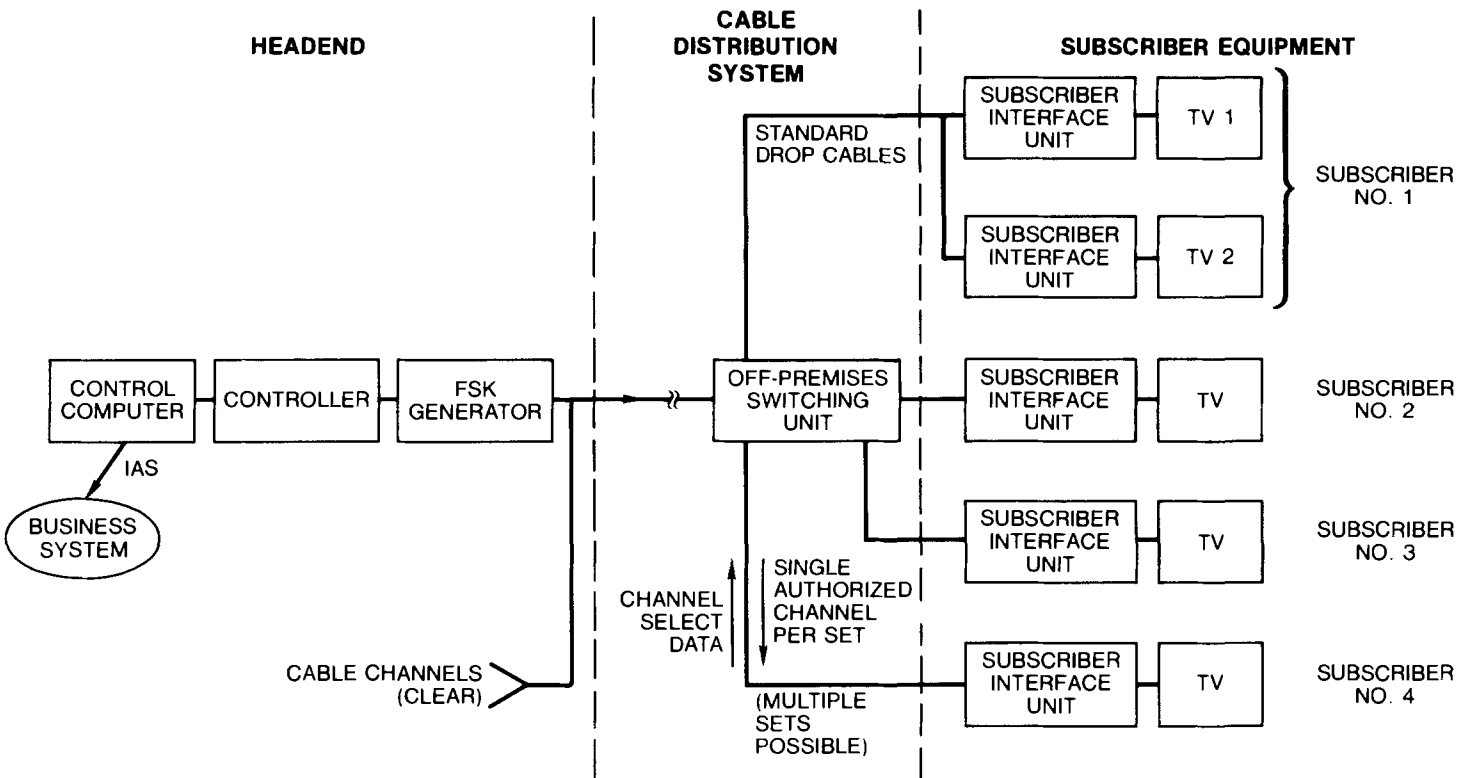 HEADEND
CABLE
DISTRIBUTION
SYSTEM
SUBSCRIBER EQUIPMENT
STANDARD
DROP CABLES
SUBSCRIBER
INTERFACE
UNIT
TV 1
SUBSCRIBER
INTERFACE
UNIT
TV 2
SUBSCRIBER
NO. 1
CONTROL
COMPUTER
CONTROLLER
FSK
GENERATOR
OFF-PREMISES
SWITCHING
UNIT
SUBSCRIBER
INTERFACE
UNIT
TV
SUBSCRIBER
NO. 2
IAS
BUSINESS
SYSTEM
SUBSCRIBER
INTERFACE
UNIT
TV
SUBSCRIBER
NO. 3
CHANNEL
SELECT
DATA
SINGLE
AUTHORIZED
CHANNEL
PER SET
CABLE CHANNELS
(CLEAR)
(MULTIPLE
SETS
POSSIBLE)
SUBSCRIBER
INTERFACE
UNIT
TV
SUBSCRIBER
NO. 4